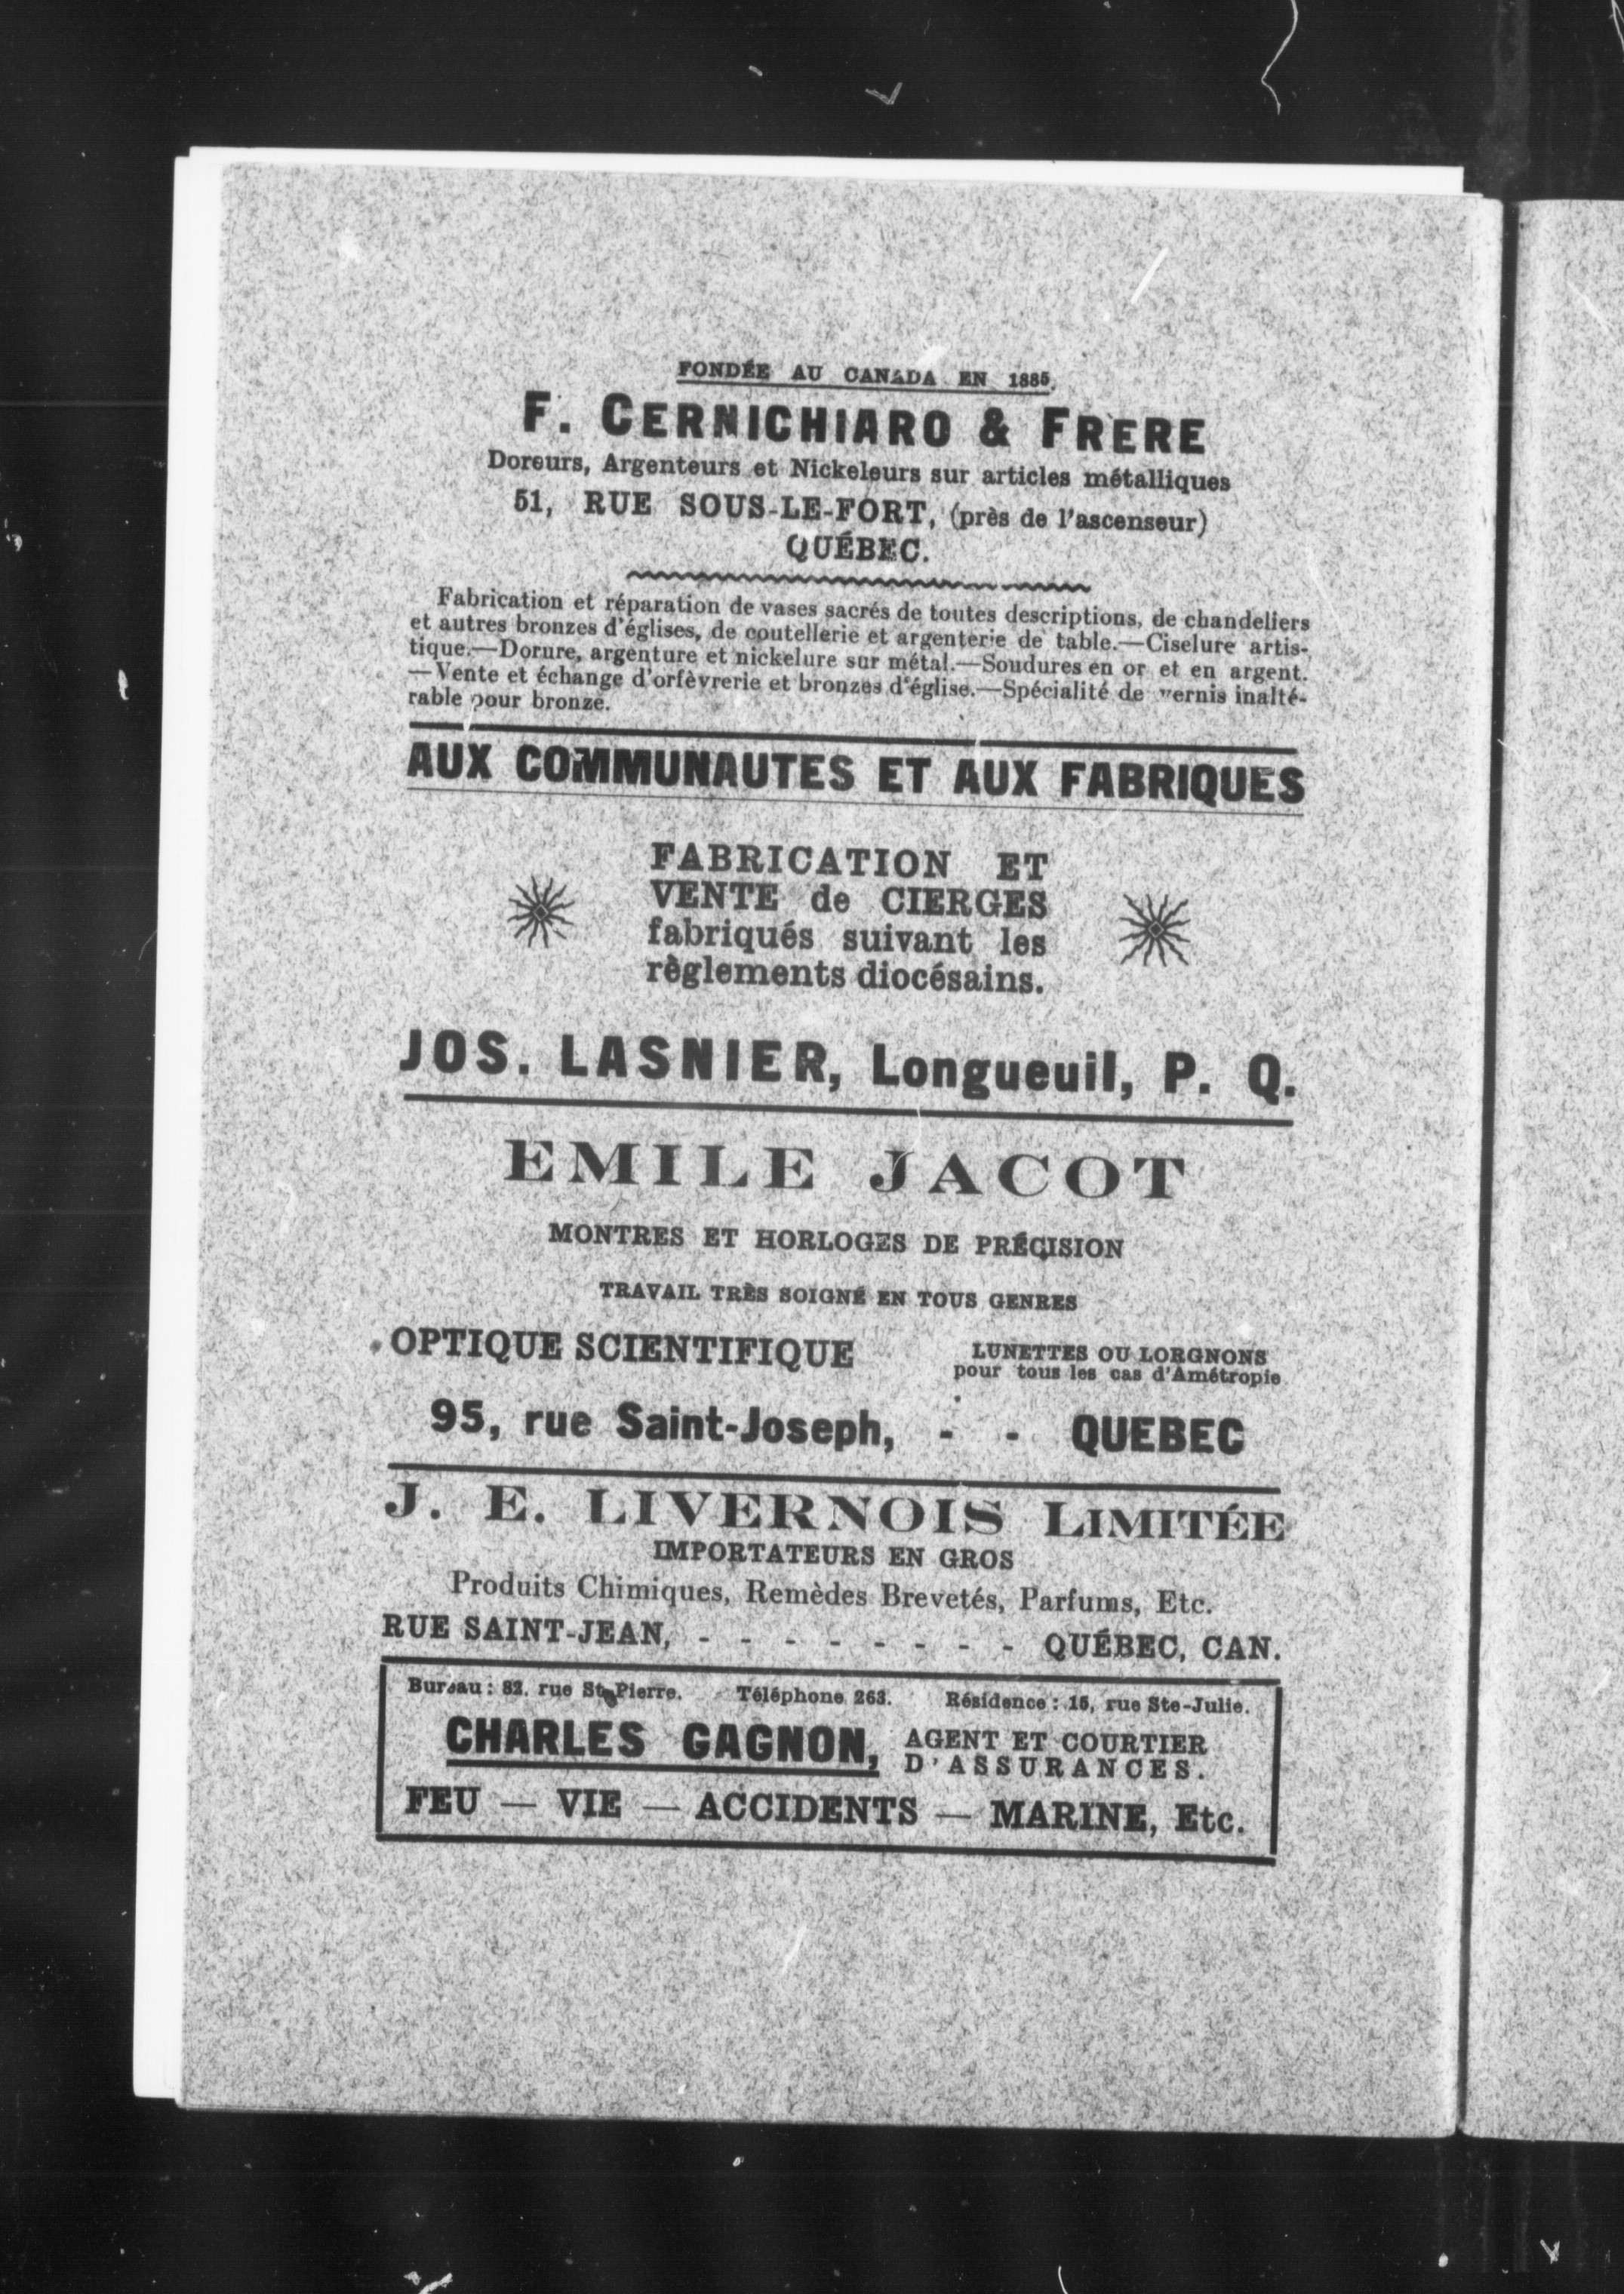 FONDÉE AU CANADA EN 1885.
F. CERNICHIARO & FRERE
Doreurs, Argenteurs et Nickeleurs sur articles métalliques
51, RUE SOUS-LE-FORT, (près de l'ascenseur)
QUÉBEC.
Fabrication et réparation de vases sacrés de toutes descriptions, de chandeliers
et autres bronzes d'églises, de coutellerie et argenterie de table.—Ciselure artis-
tique.—Dorure, argenture et nickelure sur métal.—Soudures en or et en argent.
—Vente et échange d'orfèvrerie et bronzes d'église.—Spécialité de vernis inalté-
rable pour bronze.
AUX COMMUNAUTES ET AUX FABRIQUES
FABRICATION ET
VENTE de CIERGES
fabriqués suivant les
règlements diocésains.
JOS. LASNIER, Longueuil, P. Q.
EMILE JACOT
MONTRES ET HORLOGES DE PRÉCISION
TRAVAIL TRÈS SOIGNÉ EN TOUS GENRES
OPTIQUE SCIENTIFIQUE
LUNETTES OU LORGNONS
pour tous les cas d'Amétropie
95, rue Saint-Joseph, - - QUEBEC
J. E. LIVERNOIS LIMITÉE
IMPORTATEURS EN GROS
Produits Chimiques, Remèdes Brevetés, Parfums, Etc.
RUE SAINT-JEAN, - - - - - - - - QUÉBEC, CAN.
Bureau : 82, rue St-Pierre. Téléphone 263. Résidence : 15, rue Ste-Julie.
CHARLES GAGNON, AGENT ET COURTIER
D'ASSURANCES.
FEU — VIE — ACCIDENTS — MARINE, Etc.